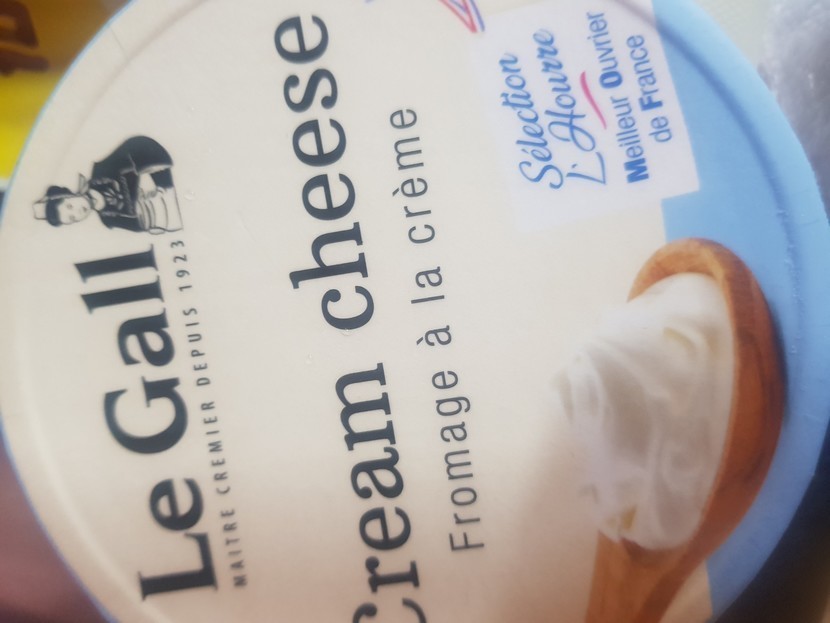 Le Gall
MAITRE CREMIER DEPUIS 1923
Cream cheese
Fromage à la crème
Sélection
L'Hourre
Meilleur Ouvrier
de France